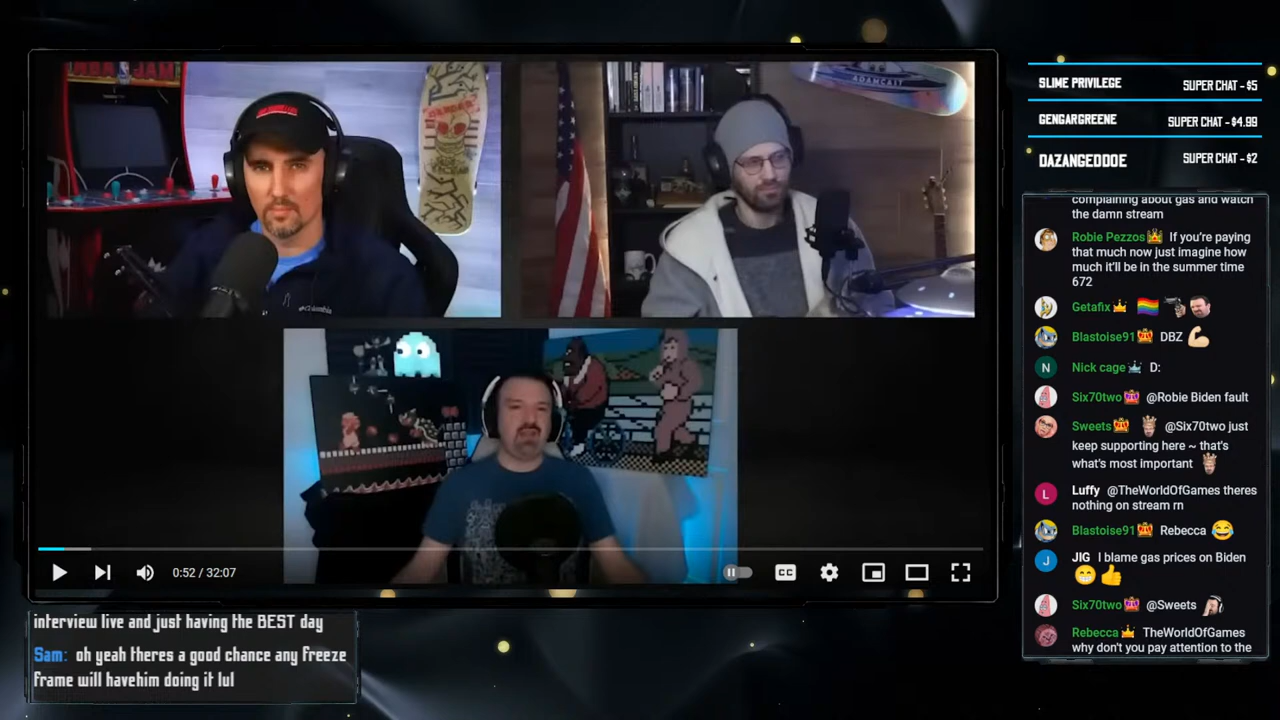 NBA JAM
ADAMCAIT
Columbia
0:52 / 32:07
CC
interview live and just having the BEST day
Sam: oh yeah theres a good chance any freeze
frame will havehim doing it lul
SLIME PRIVILEGE SUPER CHAT - $5
GENGARGREENE SUPER CHAT - $4.99
DAZANGEDDOE SUPER CHAT - $2
complaining about gas and watch
the damn stream
Robie Pezzos If you're paying
that much now just imagine how
much it'll be in the summer time
672
Getafix
Blastoise91 DBZ
N
Nick cage D:
Six70two @Robie Biden fault
Sweets @Six70two just
keep supporting here ~ that's
what's most important
L
Luffy @TheWorldOfGames theres
nothing on stream rn
Blastoise91 Rebecca
J
JIG I blame gas prices on Biden
Six70two @Sweets
Rebecca TheWorldOfGames
why don't you pay attention to the